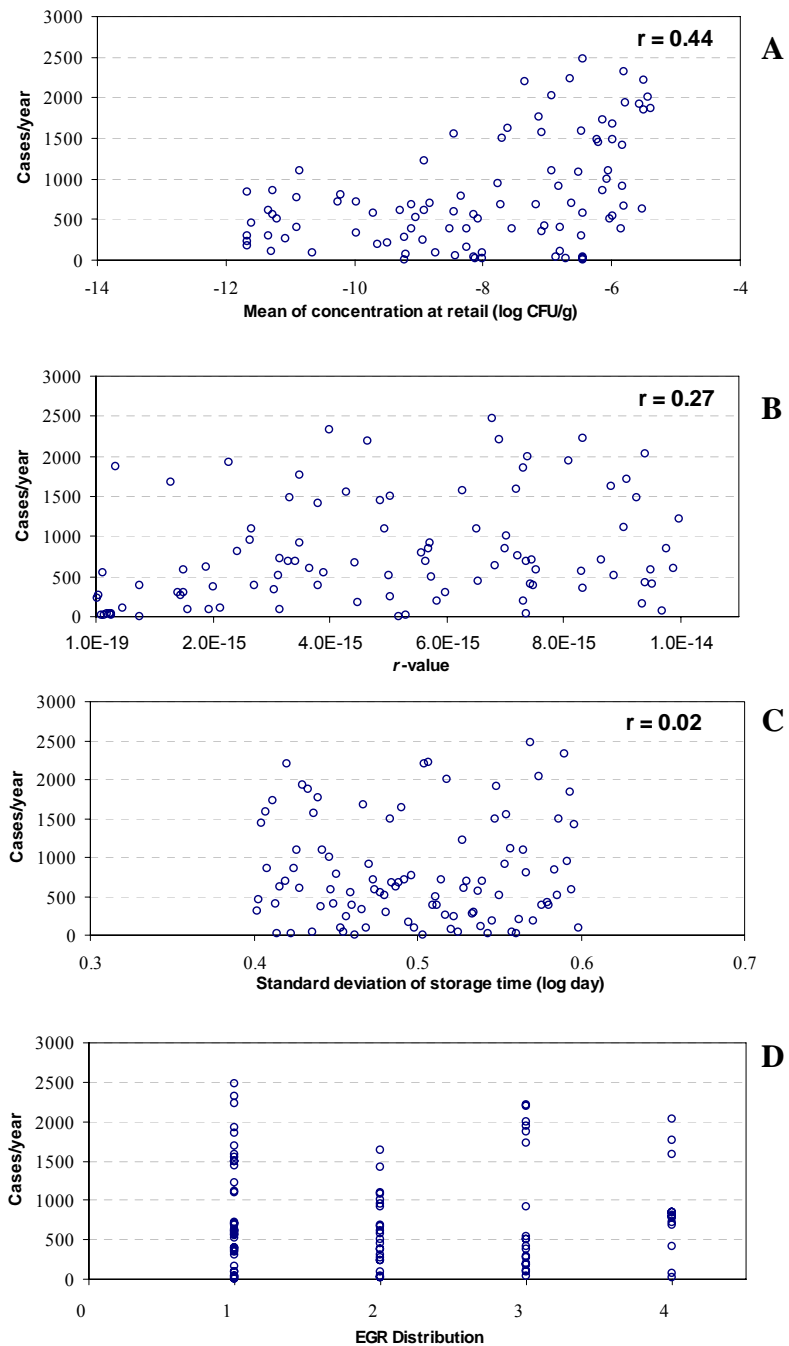 3000
r = 0.44
A
2500
2000
1500
1000
500
0
Cases/year
-14
-12
-10
-8
-6
-4
Mean of concentration at retail (log CFU/g)
3000
r = 0.27
B
2500
2000
1500
1000
500
0
Cases/year
1.0E-19
2.0E-15
4.0E-15
6.0E-15
8.0E-15
1.0E-14
r-value
3000
r = 0.02
C
2500
2000
1500
1000
500
0
Cases/year
0.3
0.4
0.5
0.6
0.7
Standard deviation of storage time (log day)
3000
D
2500
2000
1500
1000
500
0
Cases/year
0
1
2
3
4
EGR Distribution